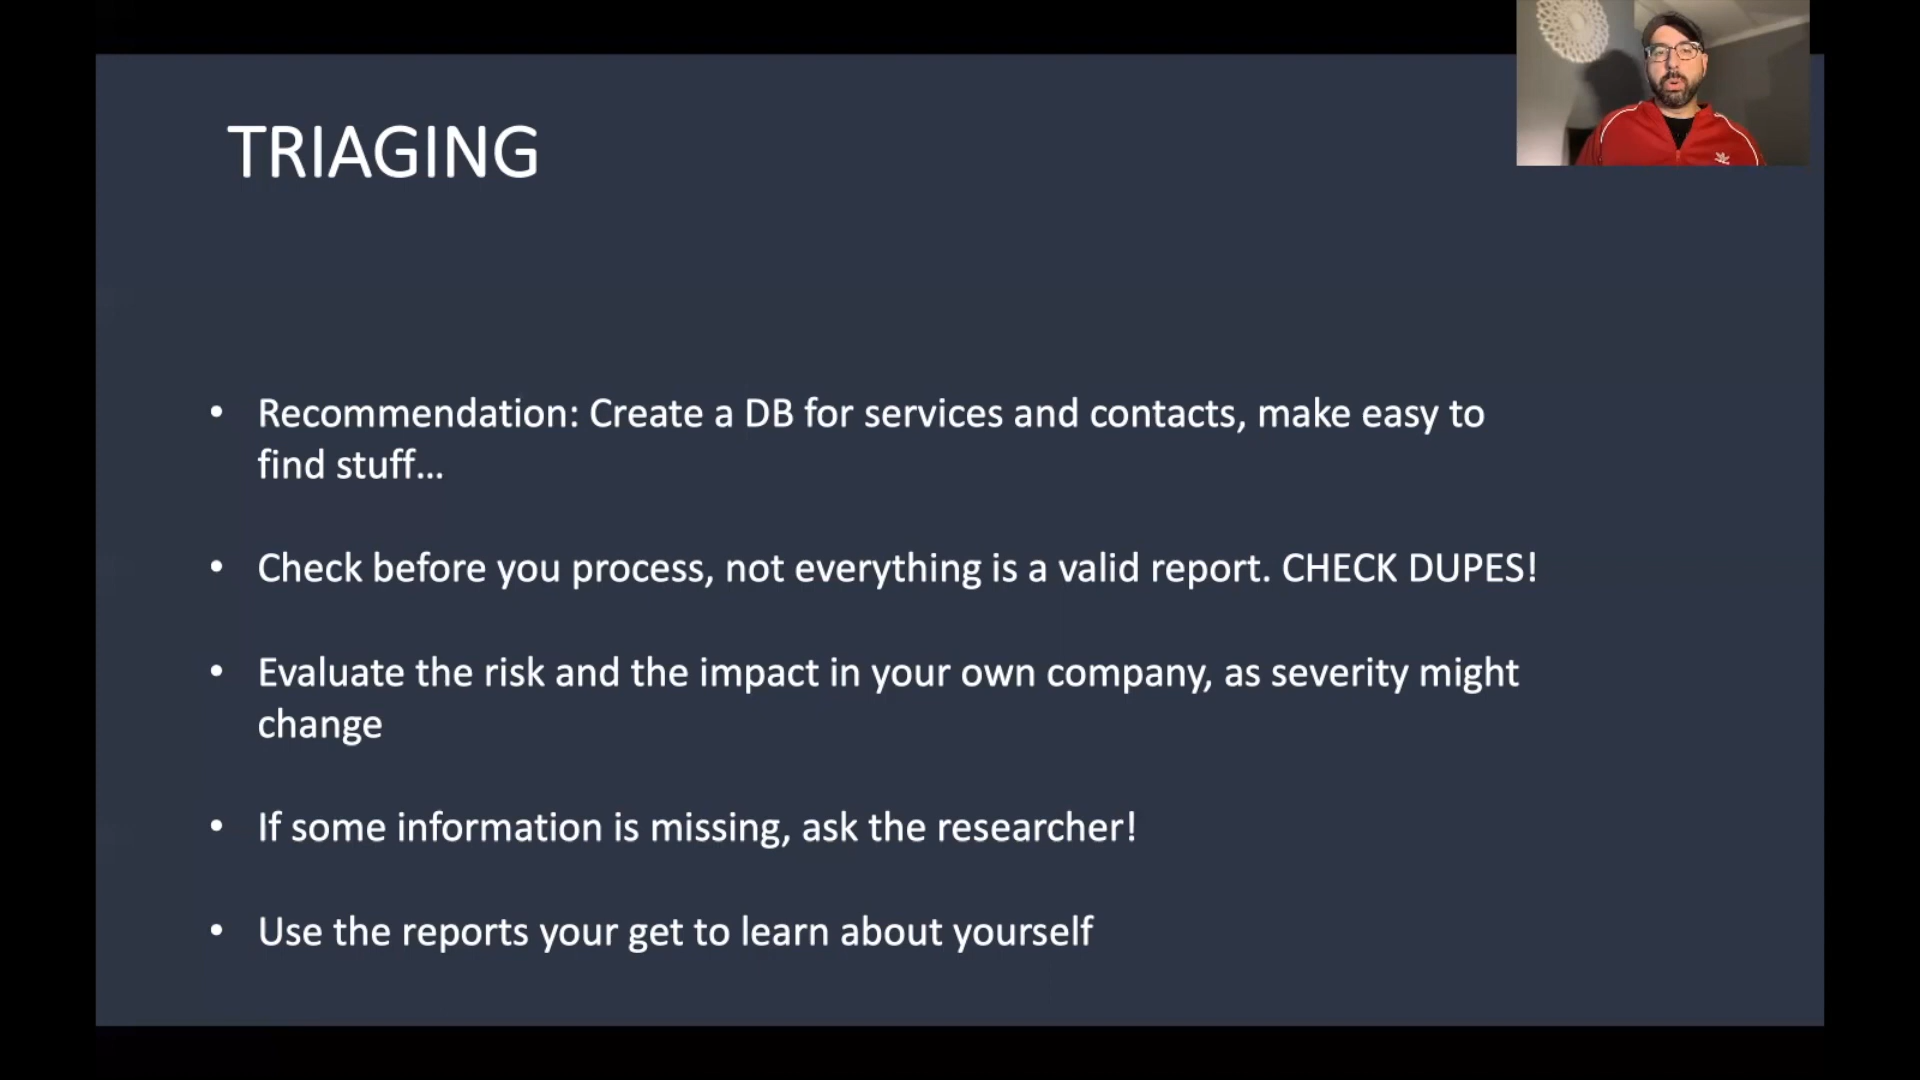 TRIAGING
• Recommendation: Create a DB for services and contacts, make easy to
find stuff...
• Check before you process, not everything is a valid report. CHECK DUPES!
• Evaluate the risk and the impact in your own company, as severity might
change
• If some information is missing, ask the researcher!
• Use the reports your get to learn about yourself